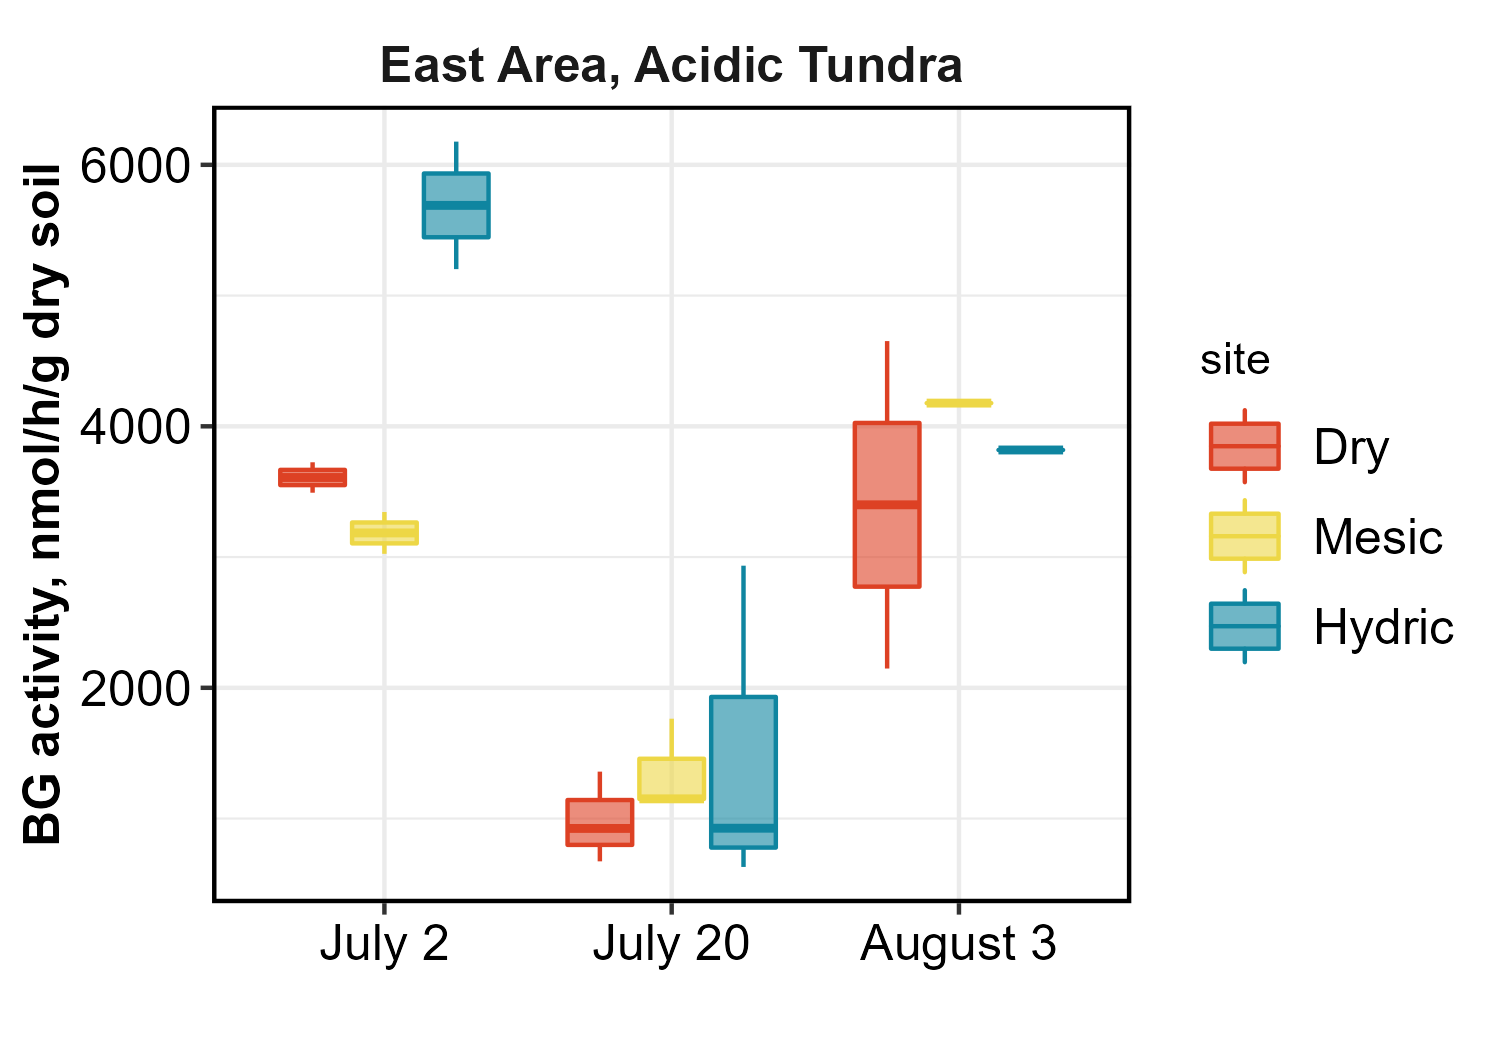 East Area, Acidic Tundra
BG activity, nmol/h/g dry soil
6000
4000
2000
July 2
July 20
August 3
site
Dry
Mesic
Hydric